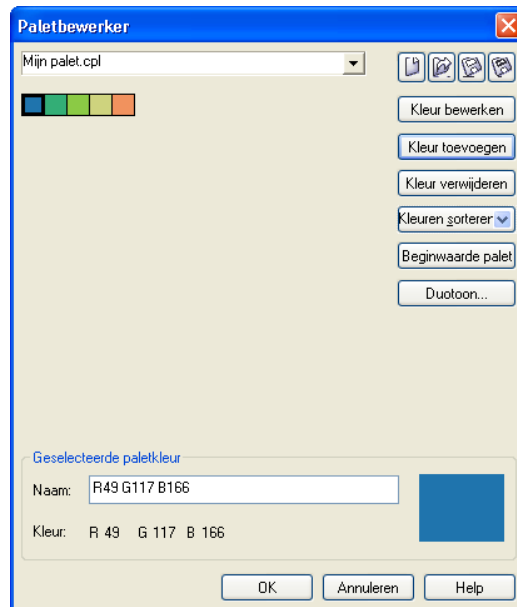 Paletbewerker
Mijn palet.cpl
Kleur bewerken
Kleur toevoegen
Kleur verwijderen
Kleuren sorterer
Beginwaarde palet
Duotoon...
Geselecteerde paletkleur
Naam: R49 G117 B166
Kleur: R 49 G 117 B 166
OK Annuleren Help